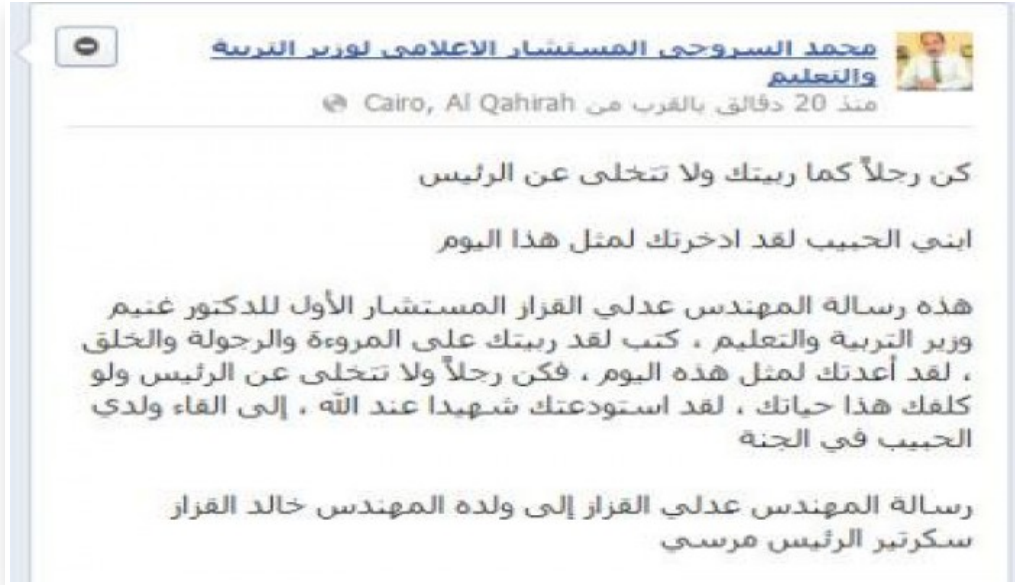 محمد السروجى المستشار الاعلامى لوزير التربية
والتعليم
منذ 20 دقائق بالقرب من Cairo, Al Qahirah
كن رجلاً كما ربيتك ولا تتخلى عن الرئيس
ابني الحبيب لقد ادخرتك لمثل هذا اليوم
هذه رسالة المهندس عدلي القزاز المستشار الأول للدكتور غنيم
وزير التربية والتعليم ، كتب لقد ربيتك على المروءة والرجولة والخلق
، لقد أعدتك لمثل هذه اليوم ، فكن رجلاً ولا تتخلى عن الرئيس ولو
كلفك هذا حياتك ، لقد استودعتك شهيدا عند الله ، إلى القاء ولدي
الحبيب في الجنة
رسالة المهندس عدلي القزاز إلى ولده المهندس خالد القزاز
سكرتير الرئيس مرسي